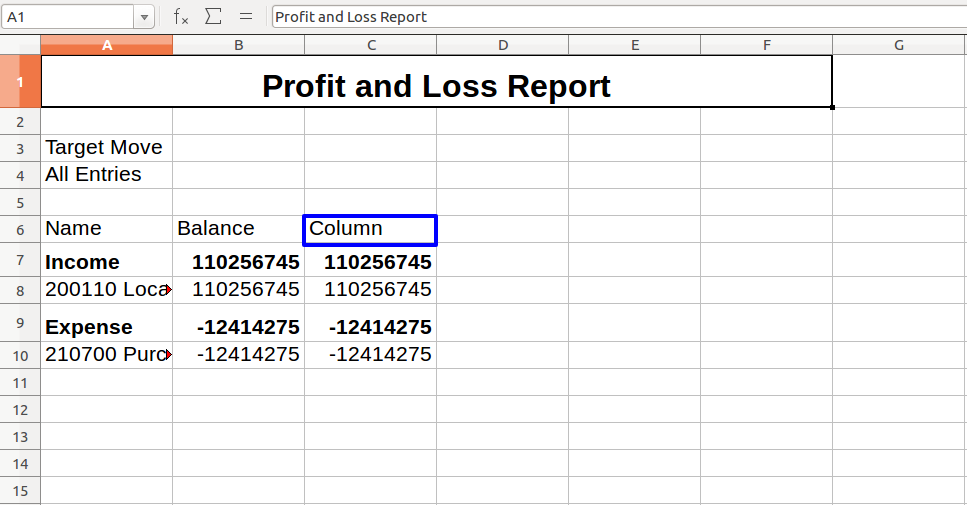 A1 fx Σ = Profit and Loss Report
A B C D E F G
1 Profit and Loss Report
2
3 Target Move
4 All Entries
5
6 Name Balance Column
7 Income 110256745 110256745
8 200110 Loca 110256745 110256745
9 Expense -12414275 -12414275
10 210700 Purc -12414275 -12414275
11
12
13
14
15